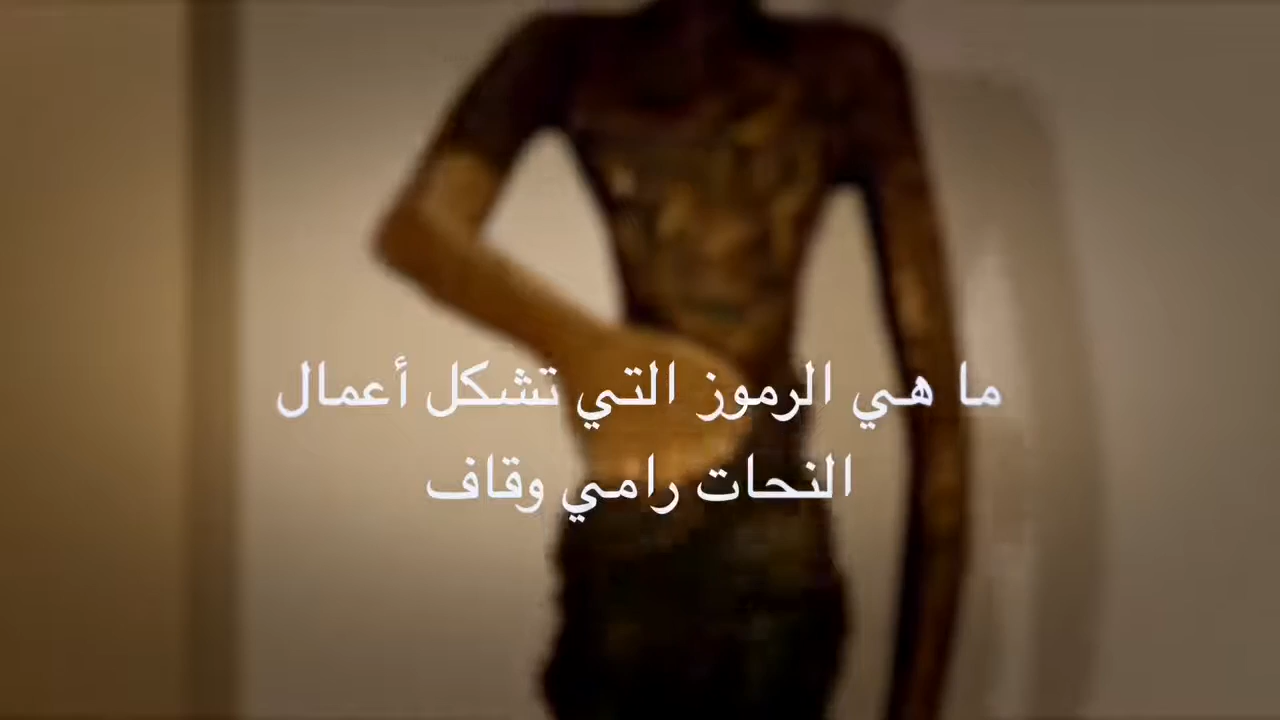 ما هي الرموز التي تشكل أعمال
النحات رامي وقاف